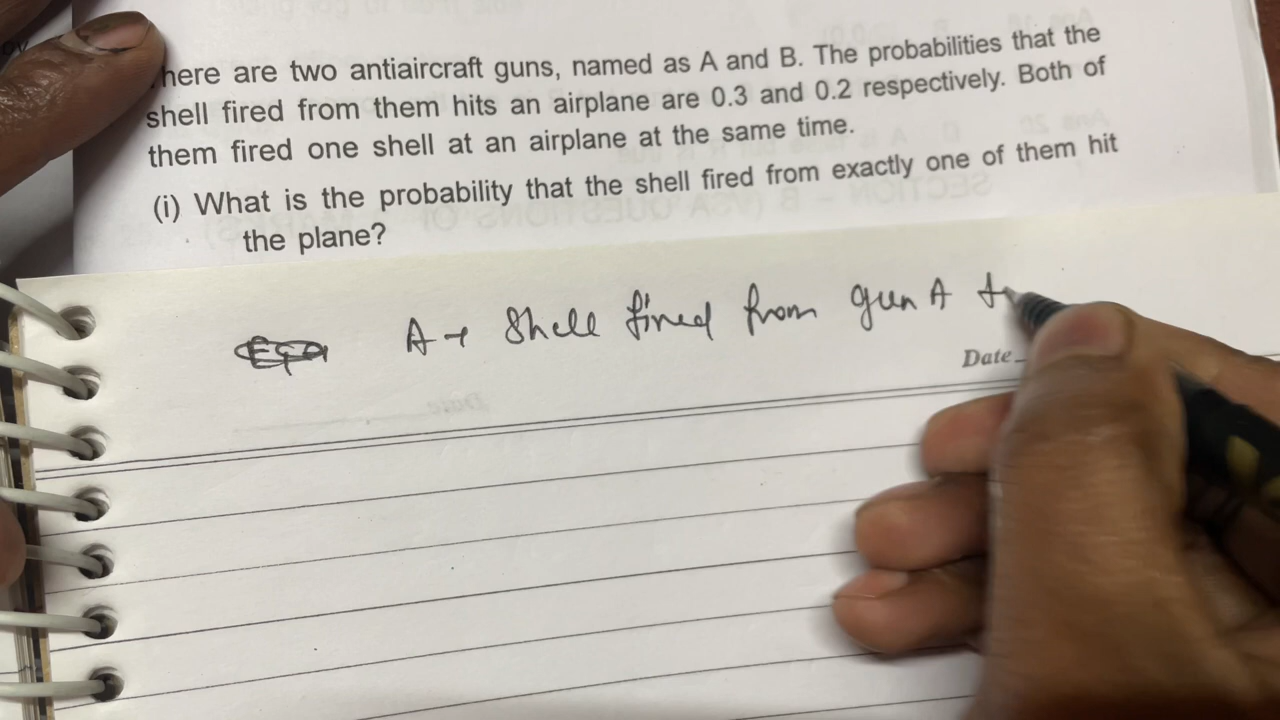 here are two antiaircraft guns, named as A and B. The probabilities that the
shell fired from them hits an airplane are 0.3 and 0.2 respectively. Both of
them fired one shell at an airplane at the same time.
(i) What is the probability that the shell fired from exactly one of them hit
the plane?
A → Shell fired from gun A
Date